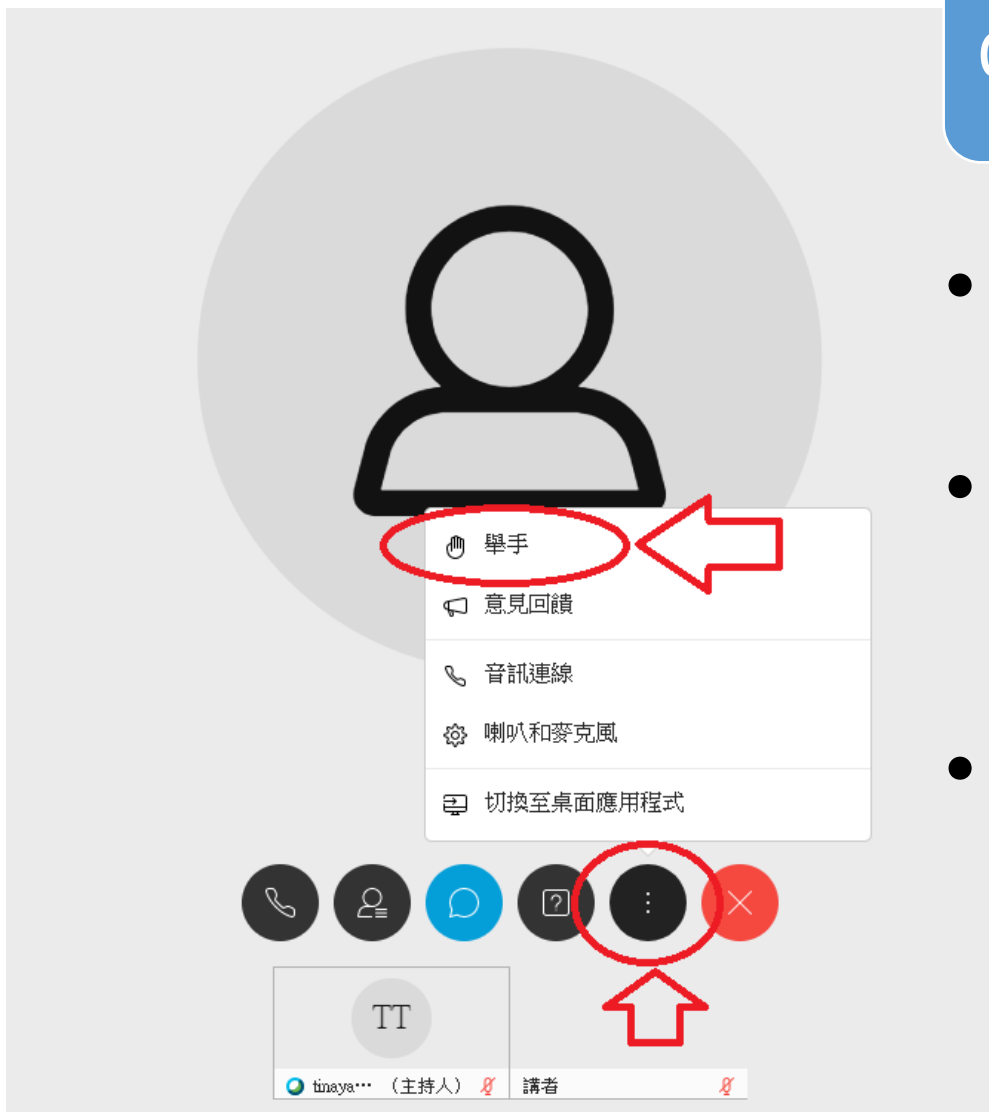 舉手
意見回饋
音訊連線
喇叭和麥克風
切換至桌面應用程式
?
TT
tinaya… （主持人）
講者